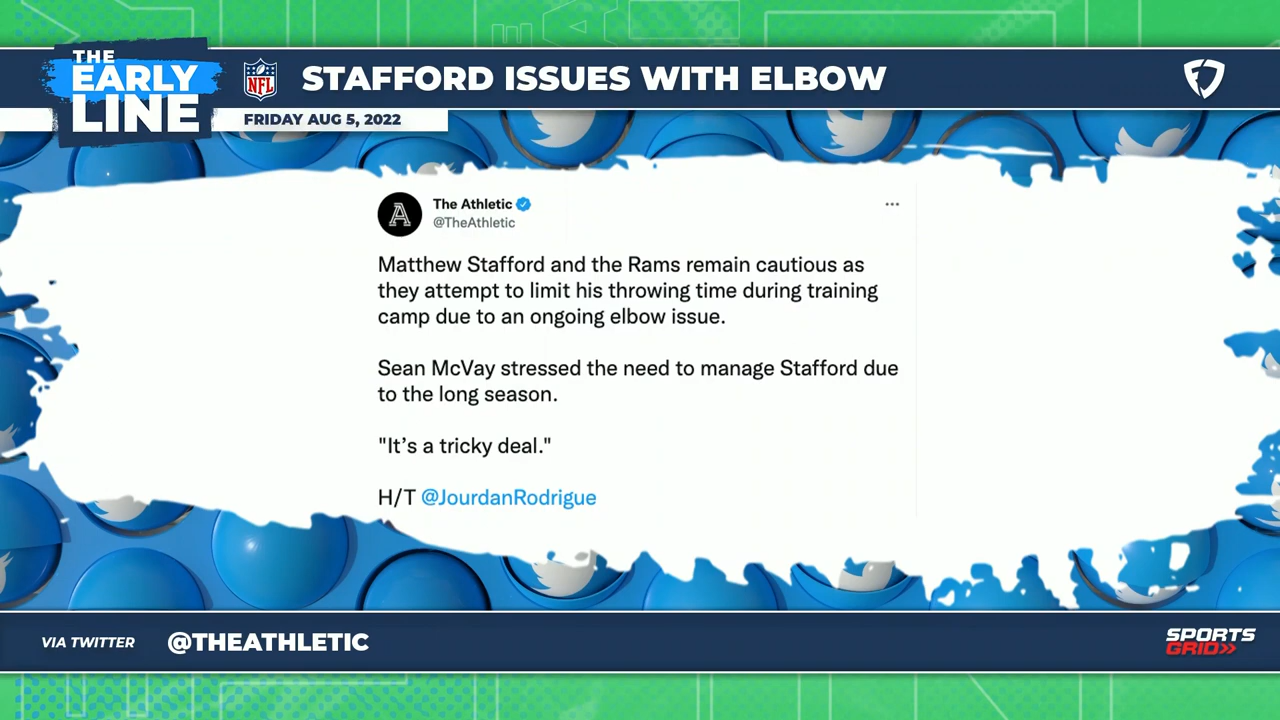 THE
EARLY
LINE
NFL
STAFFORD ISSUES WITH ELBOW
FRIDAY AUG 5, 2022
A
The Athletic
@TheAthletic
Matthew Stafford and the Rams remain cautious as
they attempt to limit his throwing time during training
camp due to an ongoing elbow issue.
Sean McVay stressed the need to manage Stafford due
to the long season.
"It’s a tricky deal."
H/T @JourdanRodrigue
VIA TWITTER
@THEATHLETIC
SPORTS
GRID»